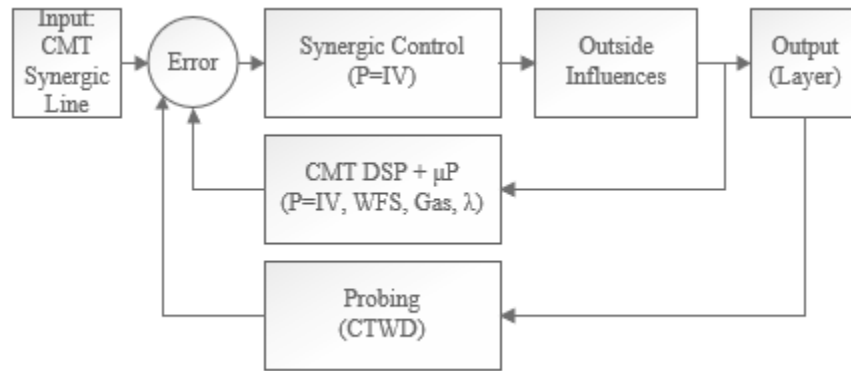 Input:
CMT
Synergic
Line
Error
Synergic Control
(P=IV)
Outside
Influences
Output
(Layer)
CMT DSP + μP
(P=IV, WFS, Gas, λ)
Probing
(CTWD)